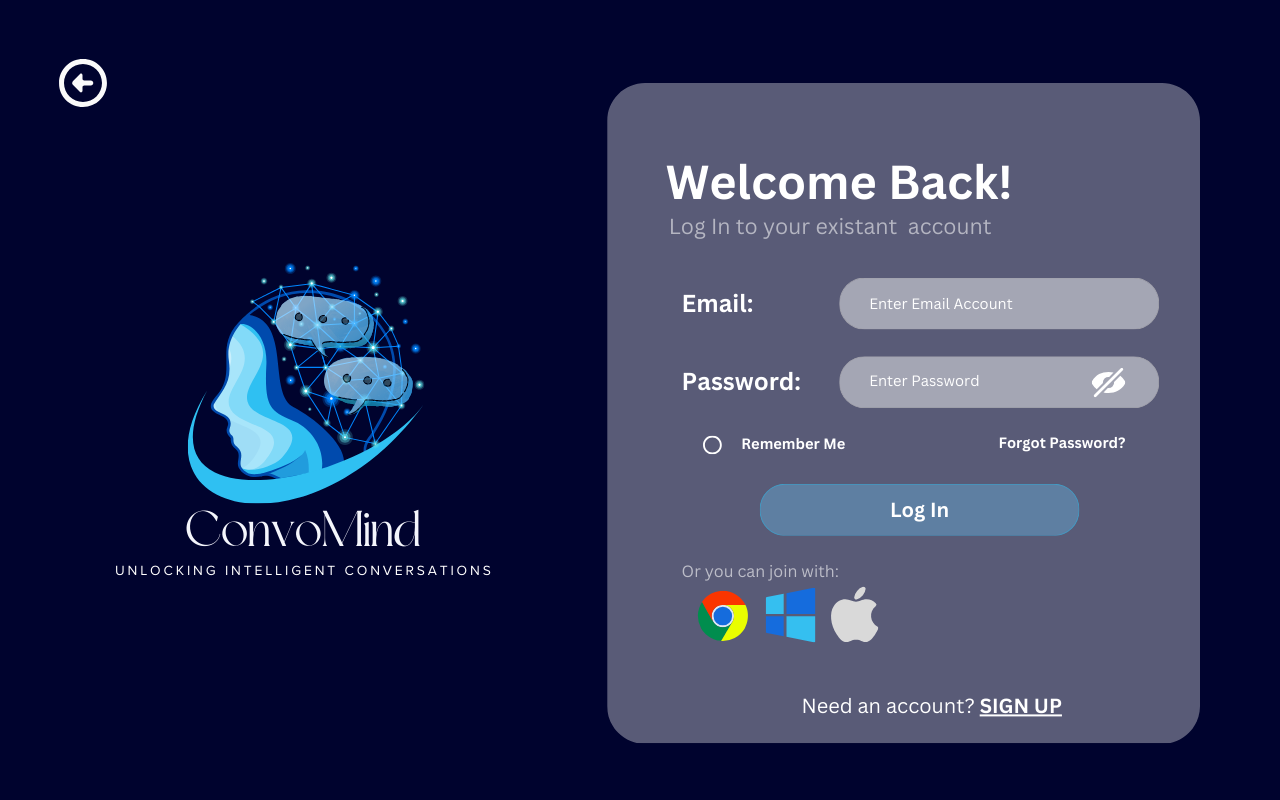 Welcome Back!
Log In to your existant  account
Email:
Enter Email Account
Password:
Enter Password
Remember Me
Forgot Password?
Log In
Or you can join with:
Need an account? SIGN UP
ConvoMind
UNLOCKING INTELLIGENT CONVERSATIONS